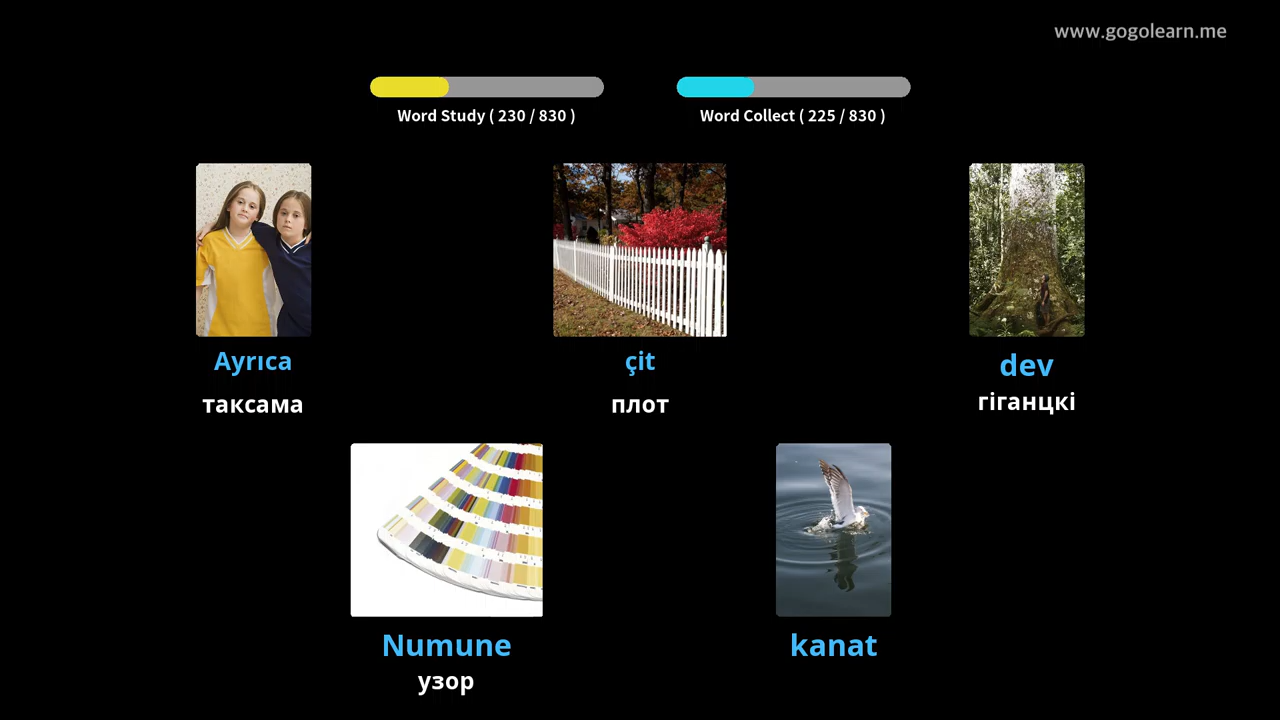 www.gogolearn.me
Word Study ( 230 / 830 )
Word Collect ( 225 / 830 )
Ayrıca
таксама
çit
плот
dev
гіганцкі
Numune
узор
kanat